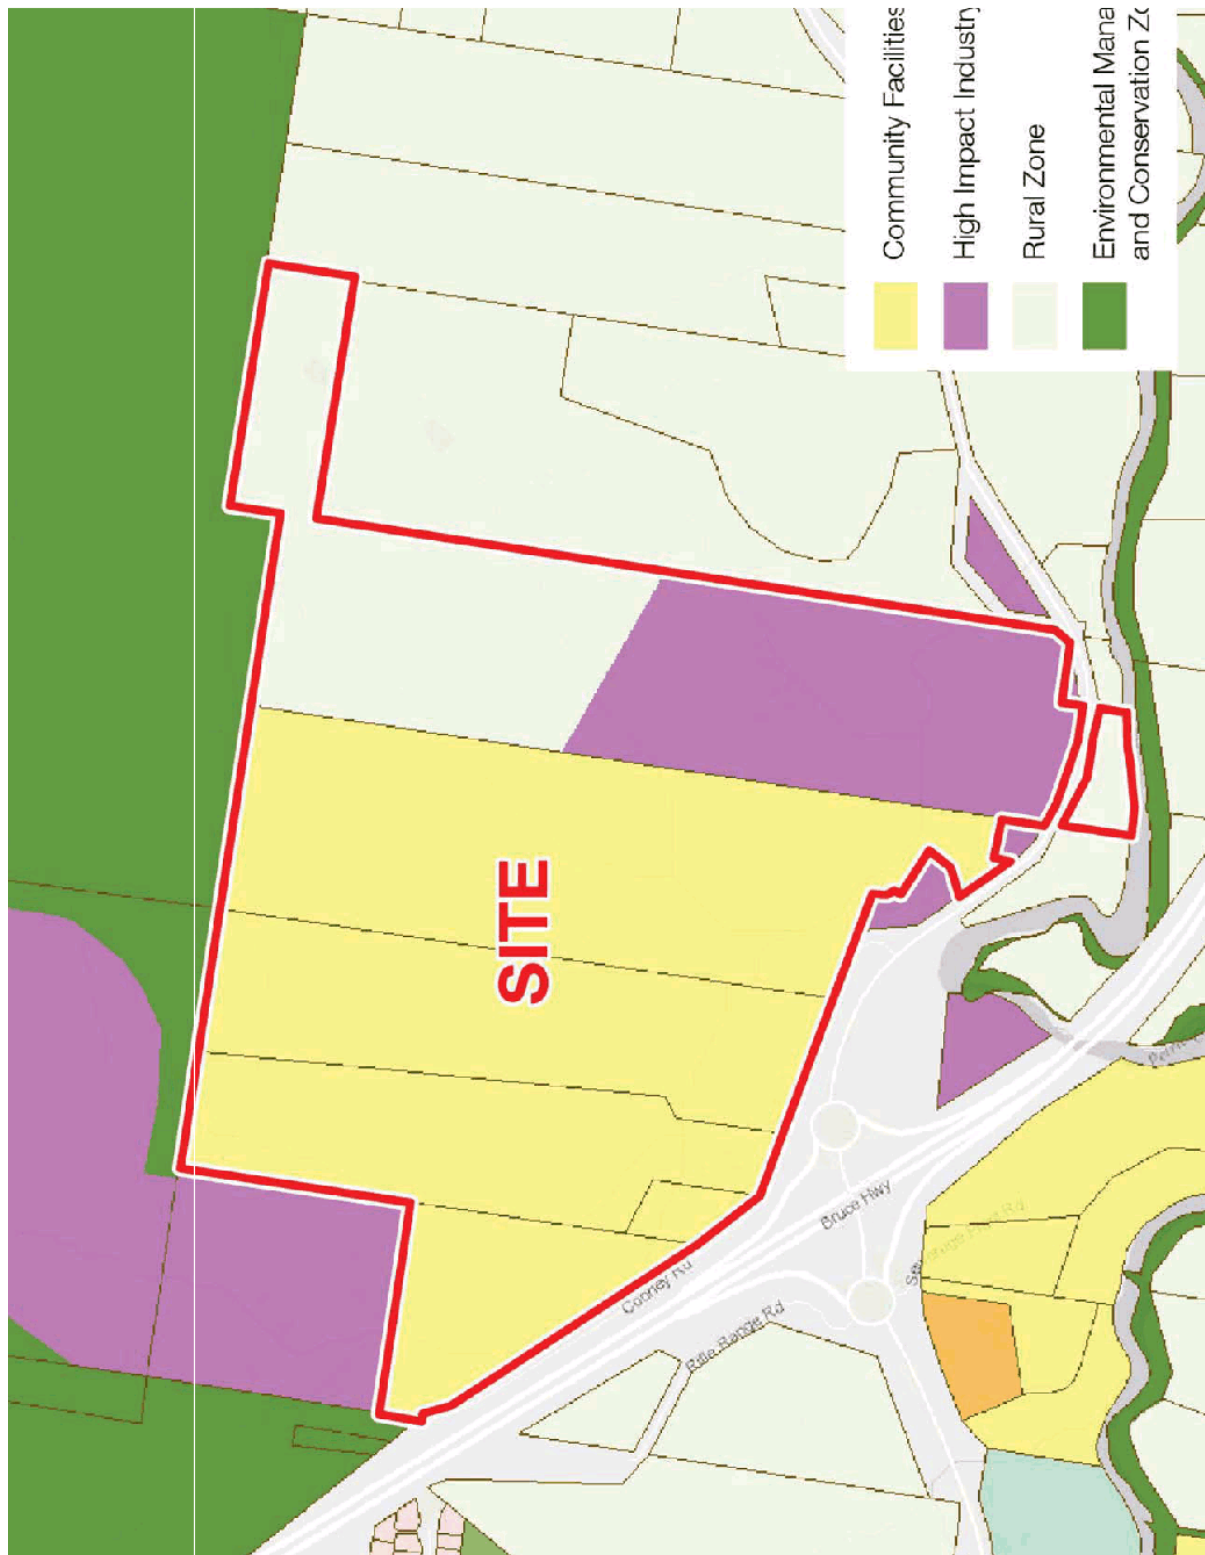 SITE
Community Facilities
High Impact Industry
Rural Zone
Environmental Mana
and Conservation Zo
Cooney Rd
Bruce Hwy
Rifle Range Rd